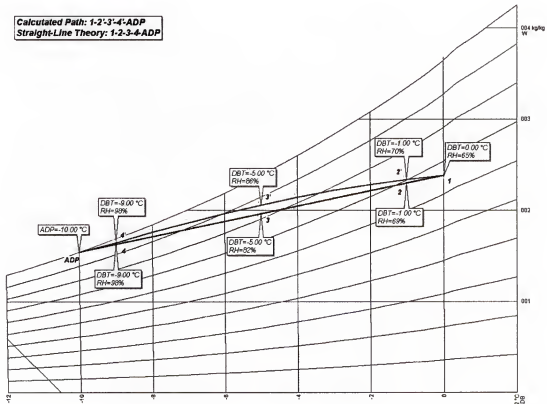 Calculated Path: 1-2'-3'-4'-ADP
Straight-Line Theory: 1-2-3-4-ADP
004 kg/kg
W
003
002
001
DBT=-1.00 °C
RH=70%
DBT=0.00 °C
RH=65%
DBT=-5.00 °C
RH=86%
DBT=-9.00 °C
RH=98%
ADP=-10.00 °C
2'
1
2
3'
3
4'
4
ADP
DBT=-1.00 °C
RH=69%
DBT=-5.00 °C
RH=82%
DBT=-9.00 °C
RH=98%
-12
-10
-8
-6
-4
-2
0
2 °C
DB